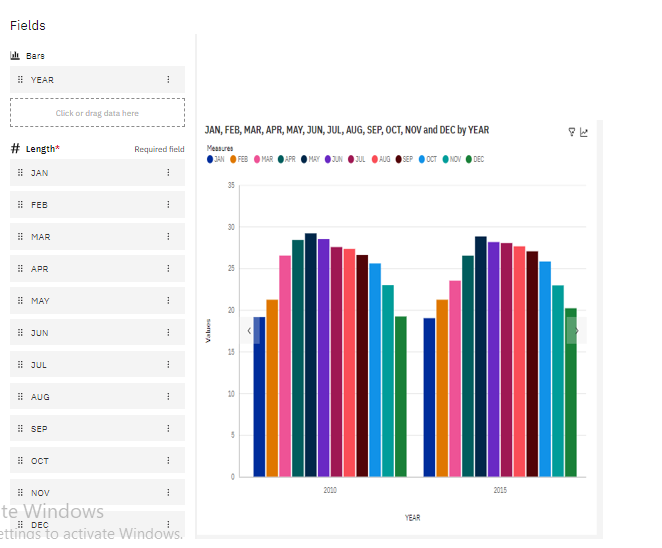 Fields
Bars
YEAR
Click or drag data here
Length* Required field
JAN
FEB
MAR
APR
MAY
JUN
JUL
AUG
SEP
OCT
NOV
DEC
te Windows
ettings to activate Windows.
JAN, FEB, MAR, APR, MAY, JUN, JUL, AUG, SEP, OCT, NOV and DEC by YEAR
Measures
JAN FEB MAR APR MAY JUN JUL AUG SEP OCT NOV DEC
35
30
25
20
15
10
5
0
Values
2010 2015
YEAR